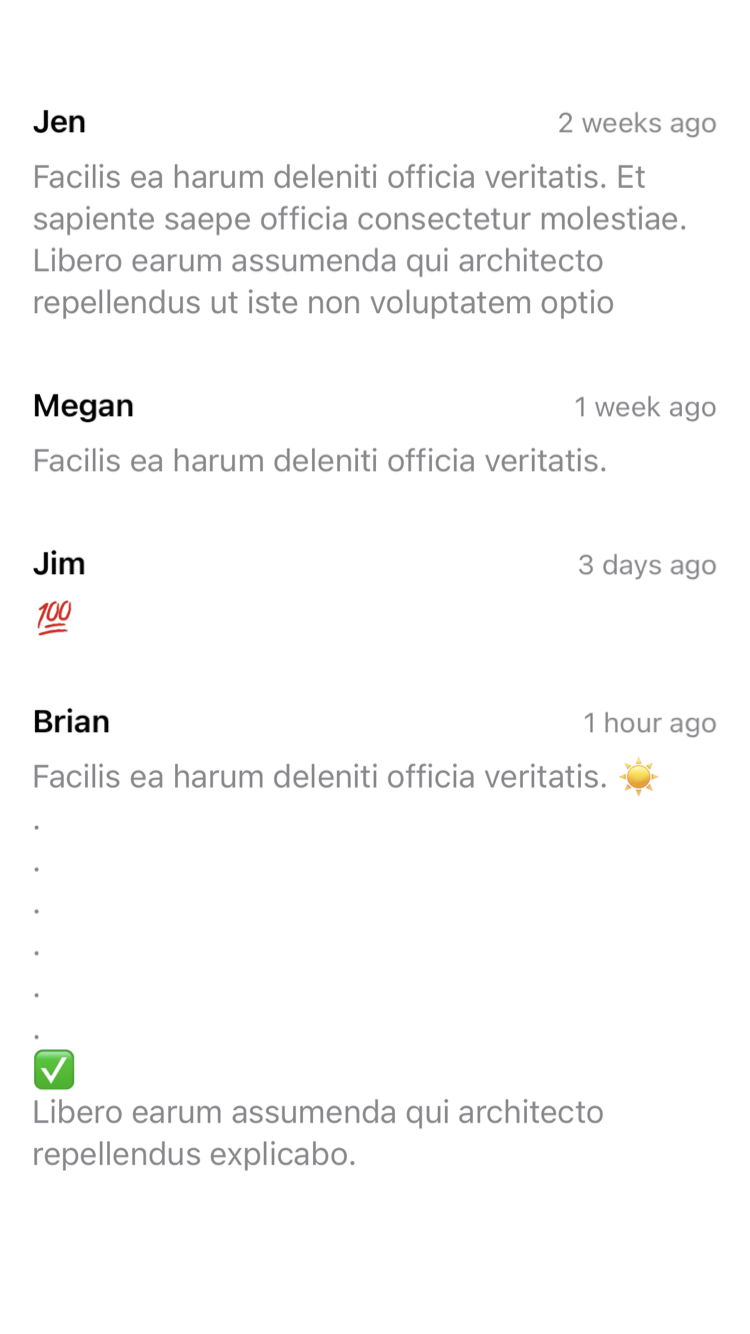 Jen 2 weeks ago
Facilis ea harum deleniti officia veritatis. Et
sapiente saepe officia consectetur molestiae.
Libero earum assumenda qui architecto
repellendus ut iste non voluptatem optio
Megan 1 week ago
Facilis ea harum deleniti officia veritatis.
Jim 3 days ago
💯
Brian 1 hour ago
Facilis ea harum deleniti officia veritatis. ☀️
.
.
.
.
.
.
✅
Libero earum assumenda qui architecto
repellendus explicabo.